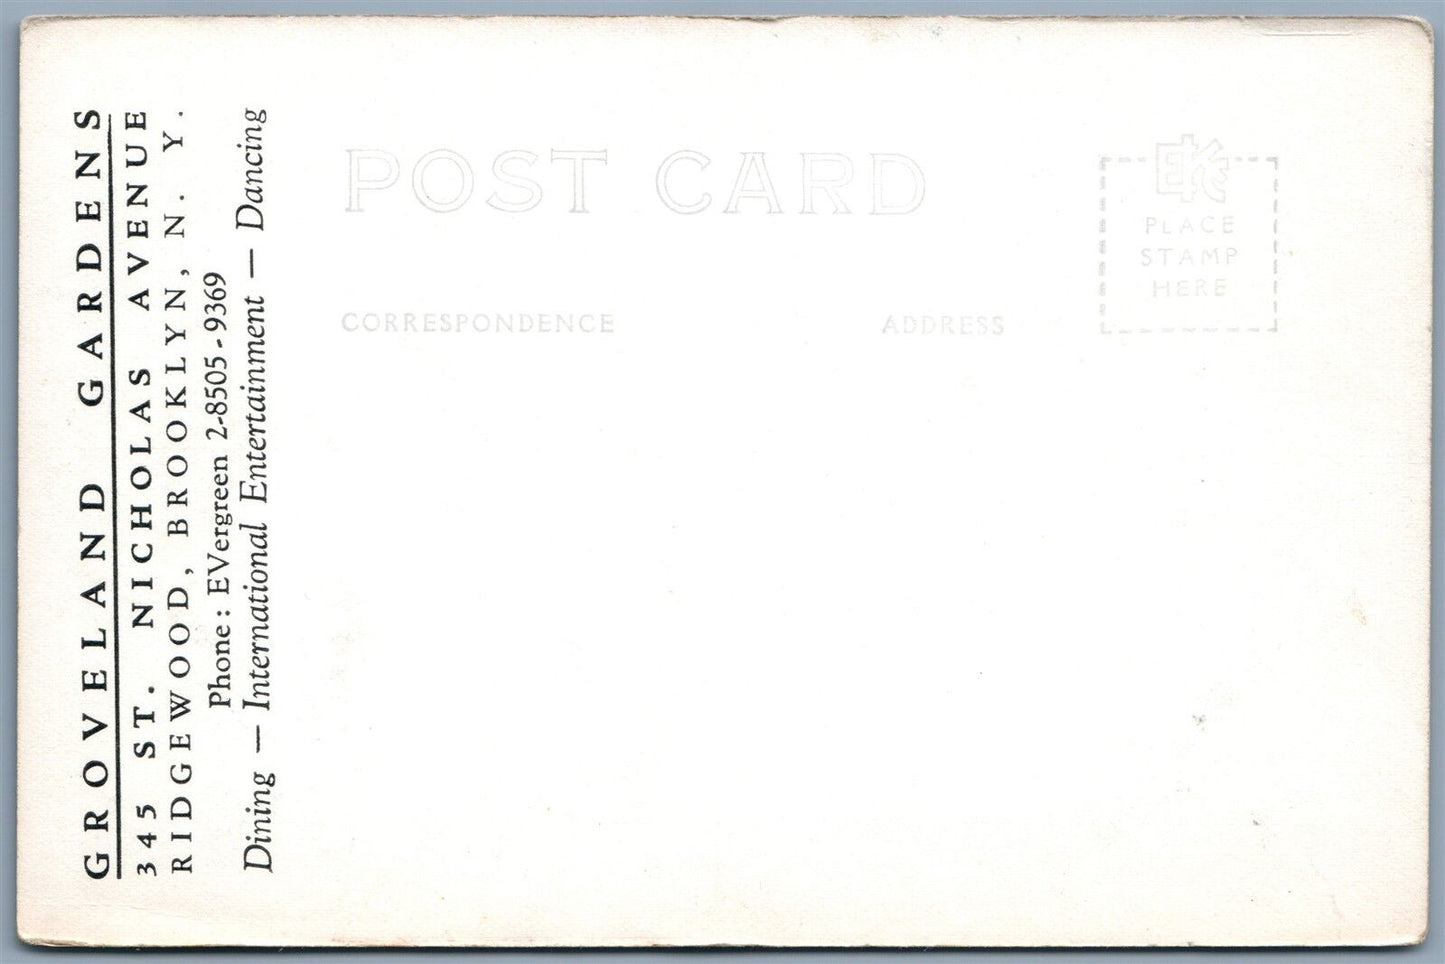 GROVELAND GARDENS
345 ST. NICHOLAS AVENUE
RIDGEWOOD, BROOKLYN, N. Y.
Phone: EVergreen 2-8505 - 9369
Dining — International Entertainment — Dancing
POST CARD
EKC
PLACE
STAMP
HERE
CORRESPONDENCE
ADDRESS